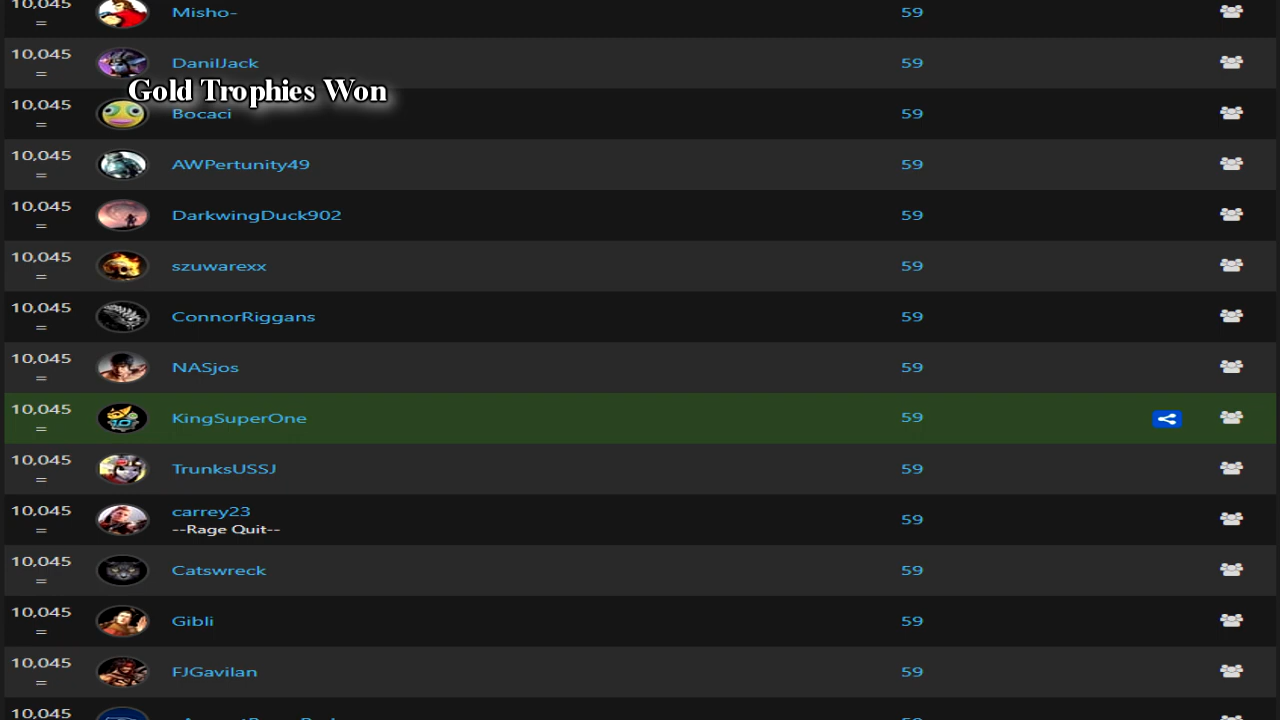 10,045 Misho- 59
=
10,045 DanilJack 59
=
Gold Trophies Won
10,045 Bocaci 59
=
10,045 AWPertunity49 59
=
10,045 DarkwingDuck902 59
=
10,045 szuwarexx 59
=
10,045 ConnorRiggans 59
=
10,045 NASjos 59
=
10,045 KingSuperOne 59
=
10,045 TrunksUSSJ 59
=
10,045 carrey23 59
= --Rage Quit--
10,045 Catswreck 59
=
10,045 Gibli 59
=
10,045 FJGavilan 59
=
10,045 59